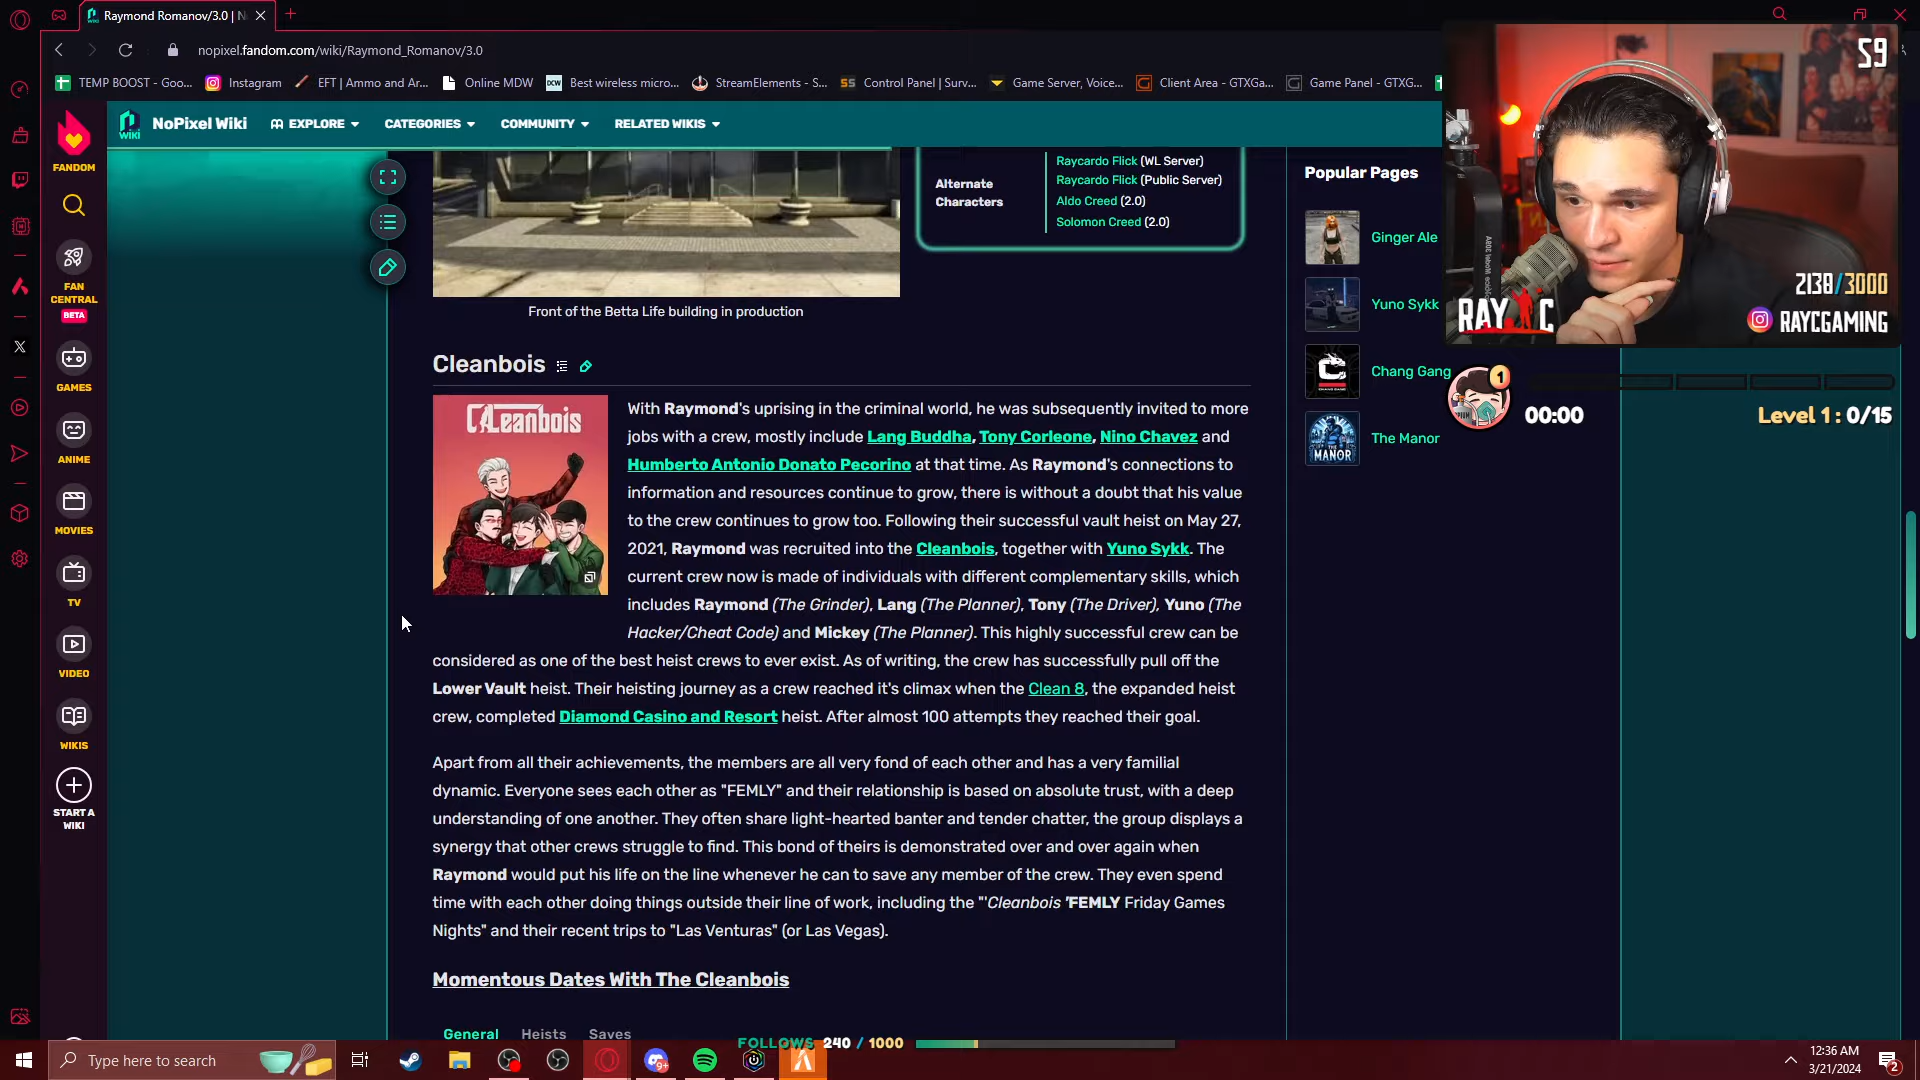 Raymond Romanov/3.0 | N
nopixel.fandom.com/wiki/Raymond_Romanov/3.0
TEMP BOOST - Goo...
Instagram
EFT | Ammo and Ar...
Online MDW
DCW
Best wireless micro...
StreamElements - S...
SS
Control Panel | Surv...
Game Server, Voice...
Client Area - GTXGa...
Game Panel - GTXG...
59
FANDOM
WIKI
NoPixel Wiki
EXPLORE
CATEGORIES
COMMUNITY
RELATED WIKIS
FAN
CENTRAL
BETA
GAMES
ANIME
MOVIES
TV
VIDEO
WIKIS
START A
WIKI
Alternate
Characters
Raycardo Flick (WL Server)
Raycardo Flick (Public Server)
Aldo Creed (2.0)
Solomon Creed (2.0)
Front of the Betta Life building in production
Popular Pages
Ginger Ale
Yuno Sykk
Chang Gang
The Manor
THE
MANOR
RAY C
2138/3000
RAYCGAMING
1
00:00
Level 1 : 0/15
Cleanbois
CLeanbois
With Raymond's uprising in the criminal world, he was subsequently invited to more
jobs with a crew, mostly include Lang Buddha, Tony Corleone, Nino Chavez and
Humberto Antonio Donato Pecorino at that time. As Raymond's connections to
information and resources continue to grow, there is without a doubt that his value
to the crew continues to grow too. Following their successful vault heist on May 27,
2021, Raymond was recruited into the Cleanbois, together with Yuno Sykk. The
current crew now is made of individuals with different complementary skills, which
includes Raymond (The Grinder), Lang (The Planner), Tony (The Driver), Yuno (The
Hacker/Cheat Code) and Mickey (The Planner). This highly successful crew can be
considered as one of the best heist crews to ever exist. As of writing, the crew has successfully pull off the
Lower Vault heist. Their heisting journey as a crew reached it's climax when the Clean 8, the expanded heist
crew, completed Diamond Casino and Resort heist. After almost 100 attempts they reached their goal.
Apart from all their achievements, the members are all very fond of each other and has a very familial
dynamic. Everyone sees each other as "FEMLY" and their relationship is based on absolute trust, with a deep
understanding of one another. They often share light-hearted banter and tender chatter, the group displays a
synergy that other crews struggle to find. This bond of theirs is demonstrated over and over again when
Raymond would put his life on the line whenever he can to save any member of the crew. They even spend
time with each other doing things outside their line of work, including the "'Cleanbois 'FEMLY Friday Games
Nights" and their recent trips to "Las Venturas" (or Las Vegas).
Momentous Dates With The Cleanbois
General
Heists
Saves
FOLLOWS 240 / 1000
Type here to search
9+
12:36 AM
3/21/2024
2